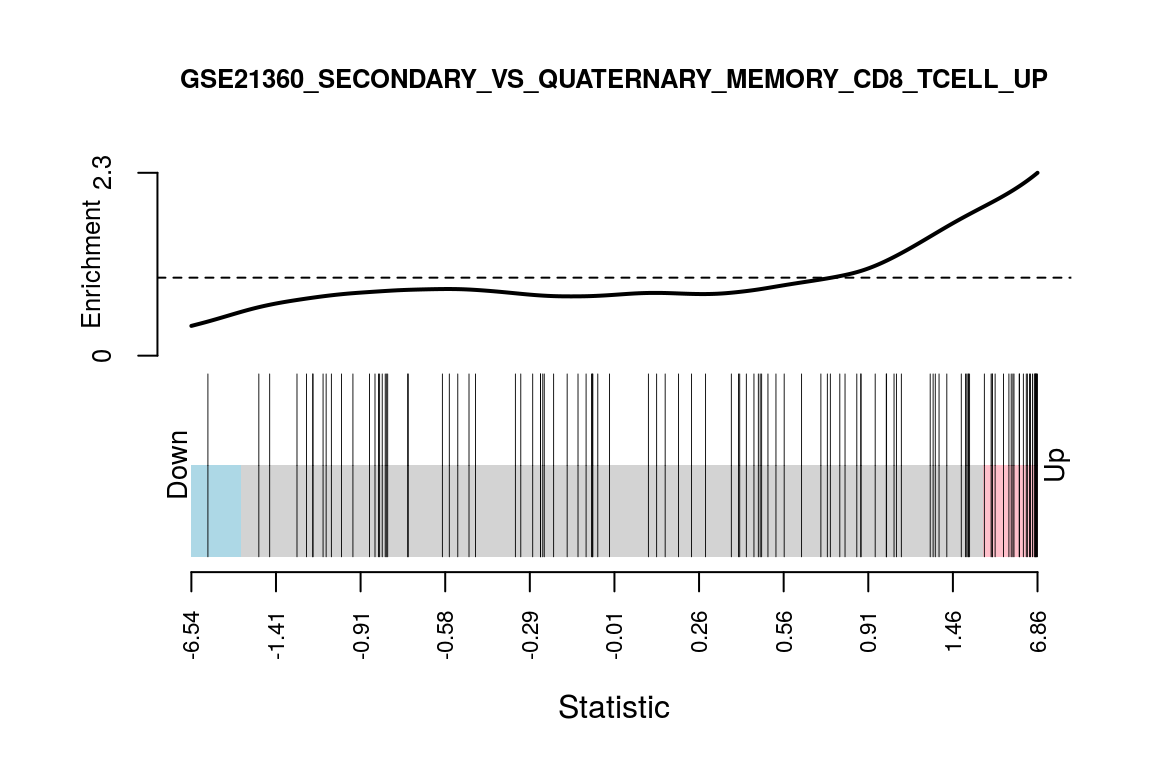 GSE21360_SECONDARY_VS_QUATERNARY_MEMORY_CD8_TCELL_UP
2.3
Enrichment
0
Down
Up
-6.54
-1.41
-0.91
-0.58
-0.29
-0.01
0.26
0.56
0.91
1.46
6.86
Statistic